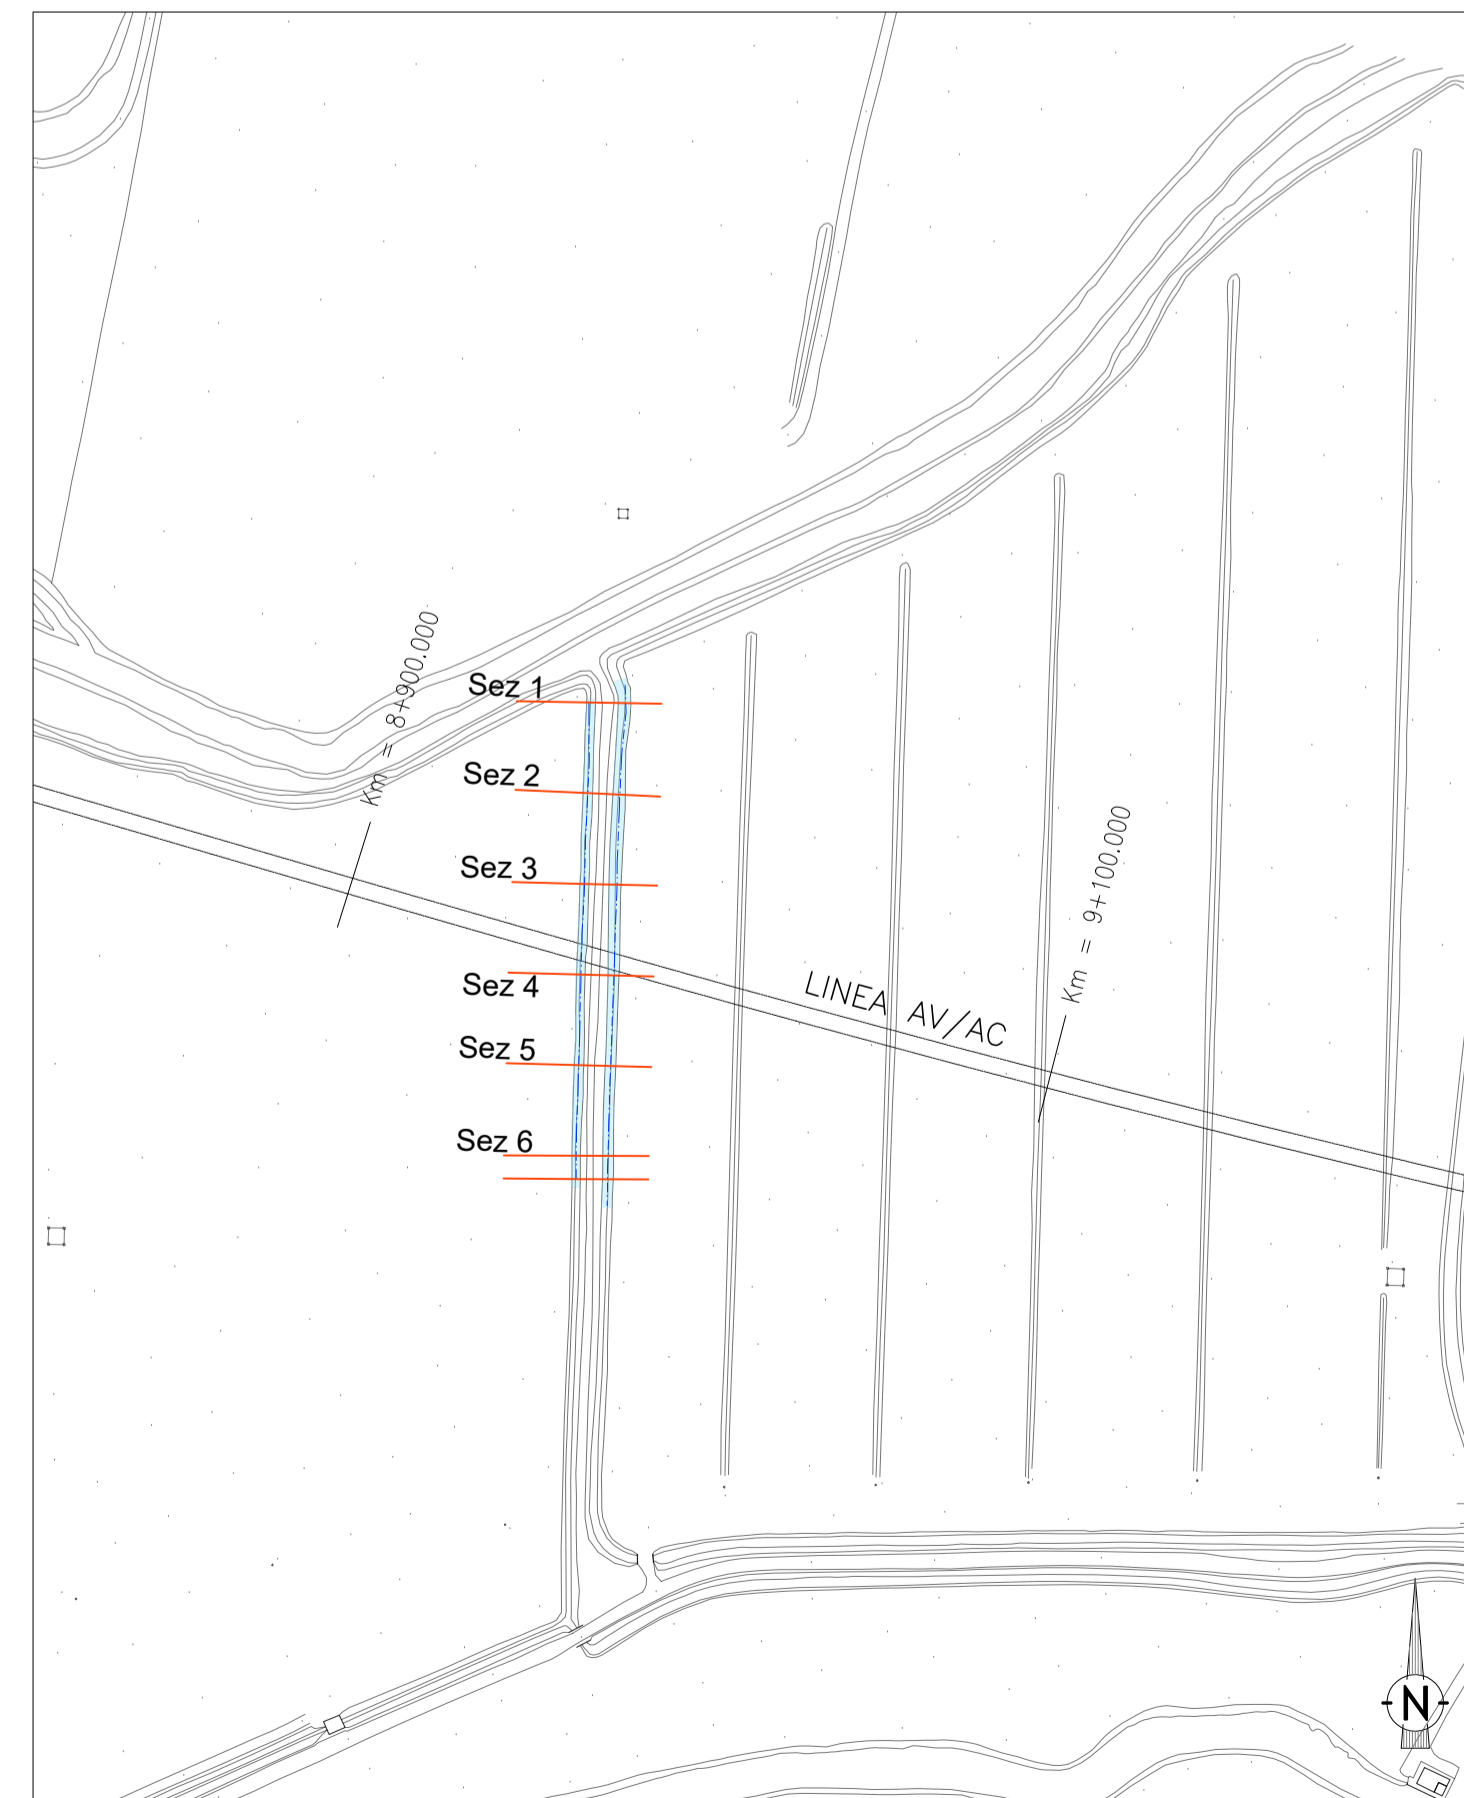 Km = 8+900.000
Sez 1
Sez 2
Sez 3
Km = 9+100.000
Sez 4
LINEA AV/AC
Sez 5
Sez 6
N